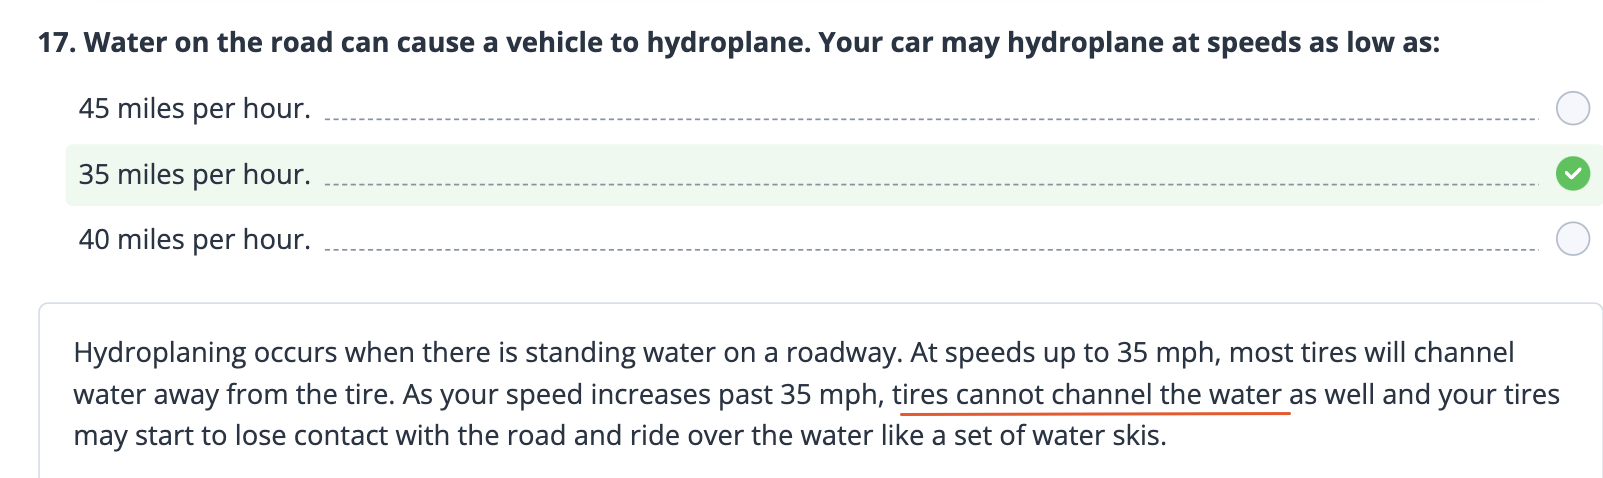 17. Water on the road can cause a vehicle to hydroplane. Your car may hydroplane at speeds as low as:
45 miles per hour.
35 miles per hour.
40 miles per hour.
Hydroplaning occurs when there is standing water on a roadway. At speeds up to 35 mph, most tires will channel
water away from the tire. As your speed increases past 35 mph, tires cannot channel the water as well and your tires
may start to lose contact with the road and ride over the water like a set of water skis.